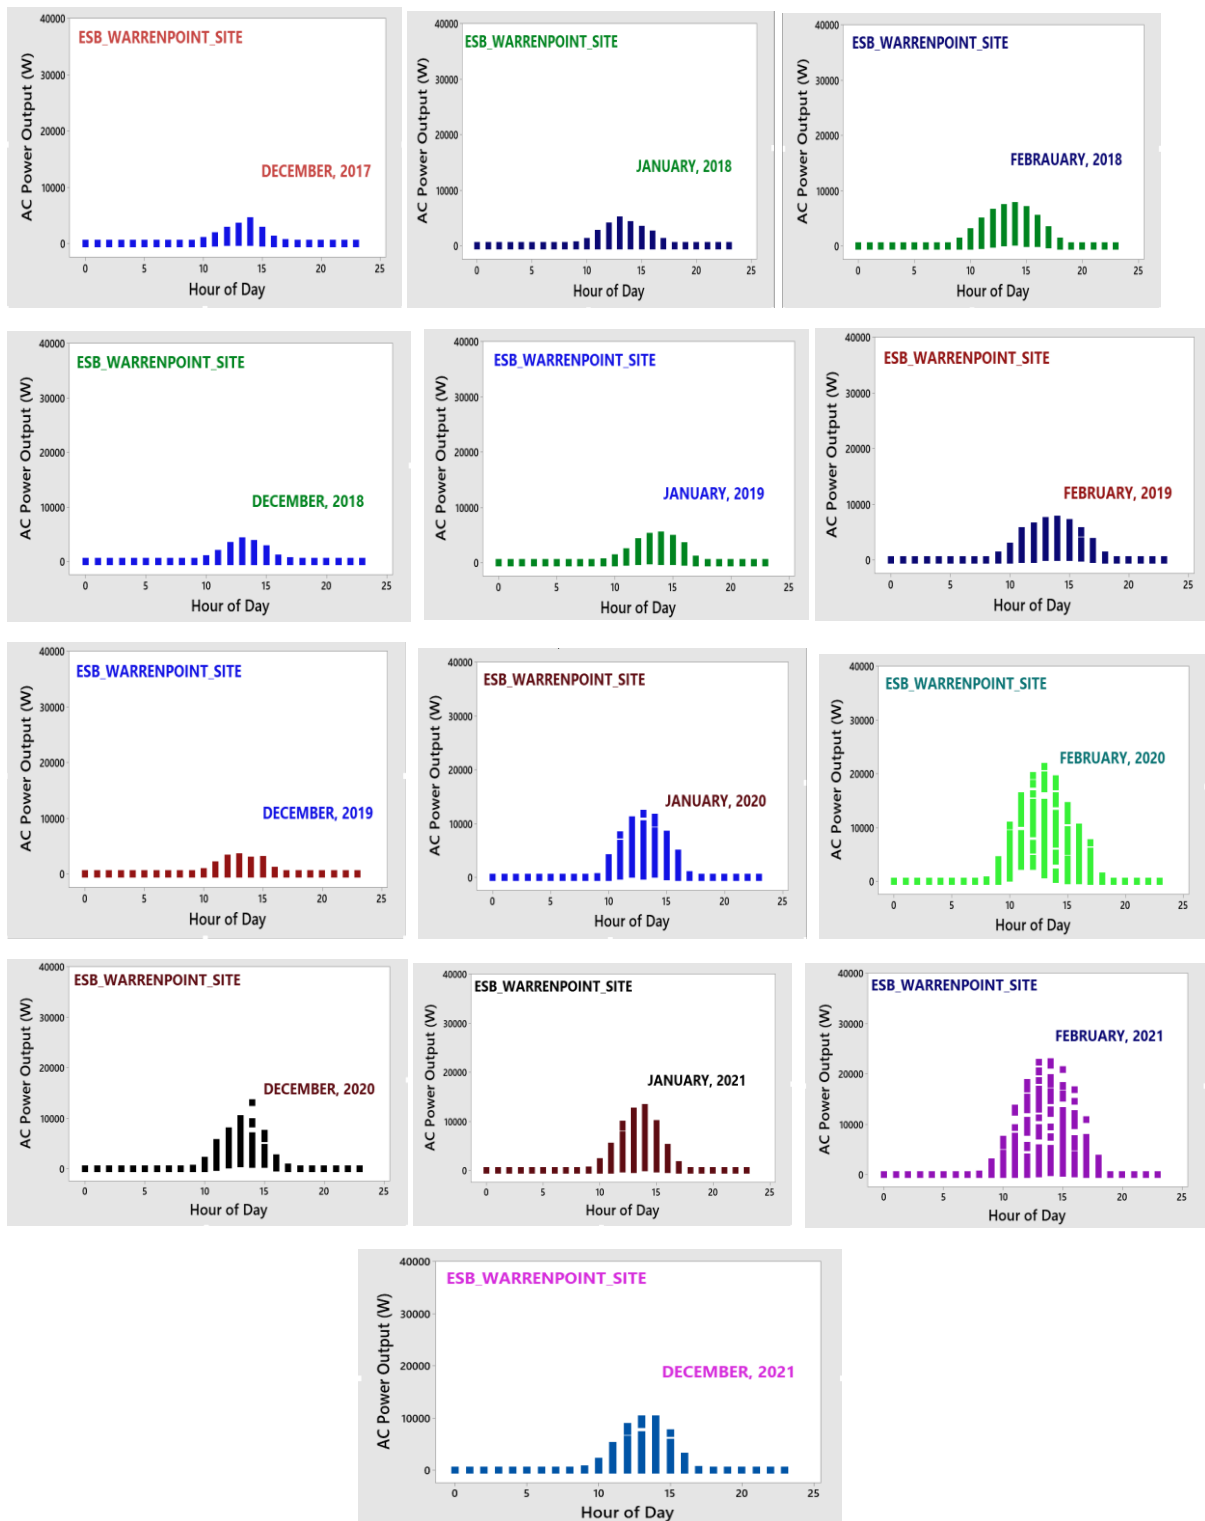 40000
ESB_WARRENPOINT_SITE
30000
20000
DECEMBER, 2017
10000
0
0 5 10 15 20 25
Hour of Day
AC Power Output (W)
40000
ESB_WARRENPOINT_SITE
30000
20000
JANUARY, 2018
10000
0
0 5 10 15 20 25
Hour of Day
AC Power Output (W)
40000
ESB_WARRENPOINT_SITE
30000
20000
FEBRAUARY, 2018
10000
0
0 5 10 15 20 25
Hour of Day
AC Power Output (W)
40000
ESB_WARRENPOINT_SITE
30000
20000
DECEMBER, 2018
10000
0
0 5 10 15 20 25
Hour of Day
AC Power Output (W)
40000
ESB_WARRENPOINT_SITE
30000
20000
JANUARY, 2019
10000
0
0 5 10 15 20 25
Hour of Day
AC Power Output (W)
40000
ESB_WARRENPOINT_SITE
30000
20000
FEBRUARY, 2019
10000
0
0 5 10 15 20 25
Hour of Day
AC Power Output (W)
40000
ESB_WARRENPOINT_SITE
30000
20000
DECEMBER, 2019
10000
0
0 5 10 15 20 25
Hour of Day
AC Power Output (W)
40000
ESB_WARRENPOINT_SITE
30000
20000
JANUARY, 2020
10000
0
0 5 10 15 20 25
Hour of Day
AC Power Output (W)
40000
ESB_WARRENPOINT_SITE
30000
FEBRUARY, 2020
20000
10000
0
0 5 10 15 20 25
Hour of Day
AC Power Output (W)
40000
ESB_WARRENPOINT_SITE
30000
20000
DECEMBER, 2020
10000
0
0 5 10 15 20 25
Hour of Day
AC Power Output (W)
40000
ESB_WARRENPOINT_SITE
30000
20000
JANUARY, 2021
10000
0
0 5 10 15 20 25
Hour of Day
AC Power Output (W)
40000
ESB_WARRENPOINT_SITE
30000
FEBRUARY, 2021
20000
10000
0
0 5 10 15 20 25
Hour of Day
AC Power Output (W)
40000
ESB_WARRENPOINT_SITE
30000
20000
DECEMBER, 2021
10000
0
0 5 10 15 20 25
Hour of Day
AC Power Output (W)